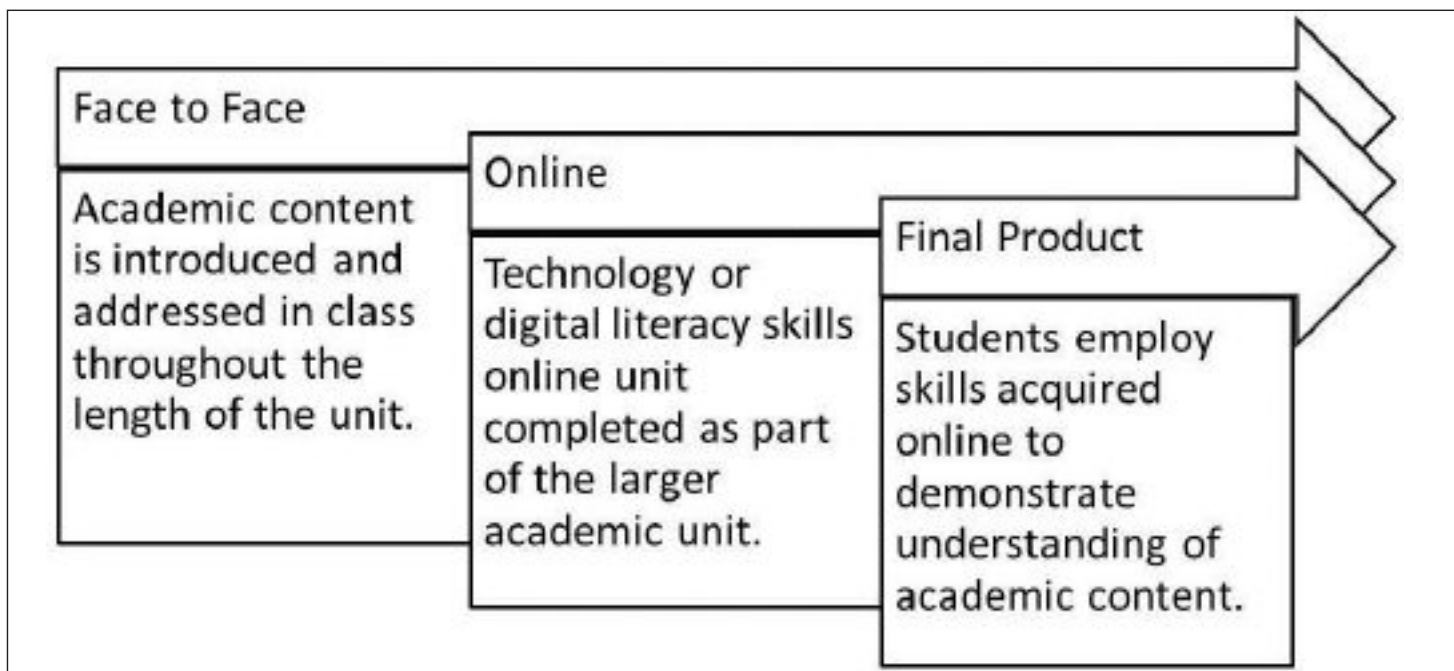 Face to Face
Academic content
is introduced and
addressed in class
throughout the
length of the unit.
Online
Technology or
digital literacy skills
online unit
completed as part
of the larger
academic unit.
Final Product
Students employ
skills acquired
online to
demonstrate
understanding of
academic content.